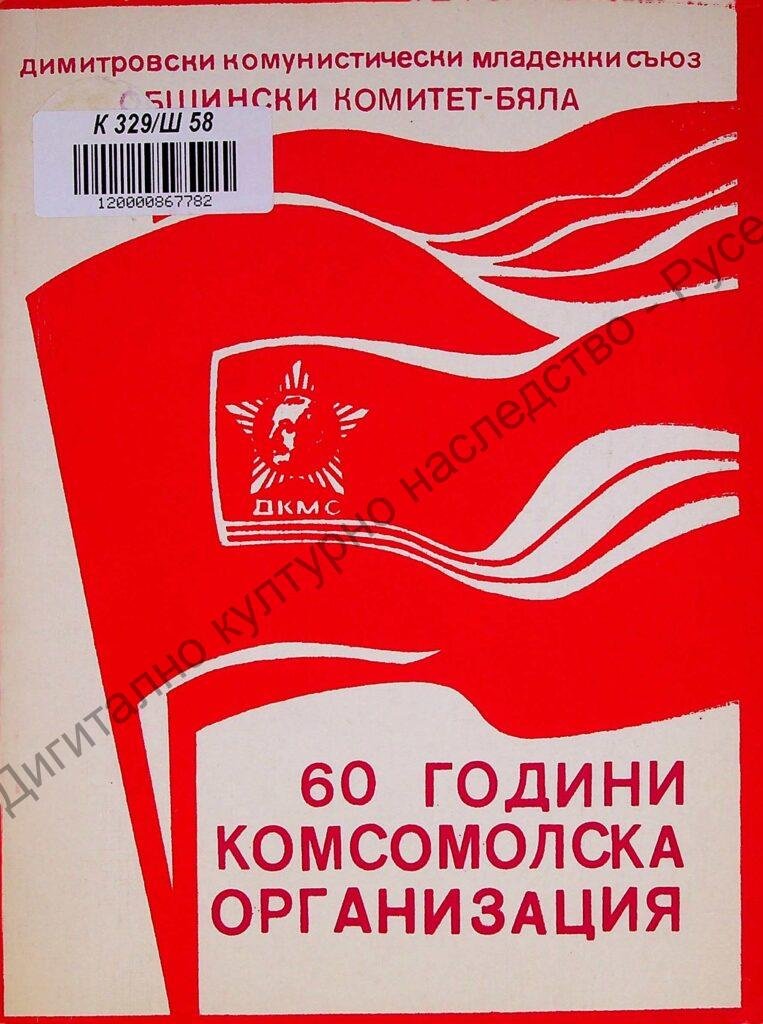 димитровски комунистически младежки съюз
ОБЩИНСКИ КОМИТЕТ-БЯЛА
К 329/Ш 58
120000867782
ДКМС
60 ГОДИНИ
КОМСОМОЛСКА
ОРГАНИЗАЦИЯ
Дигитално културно наследство - Русе